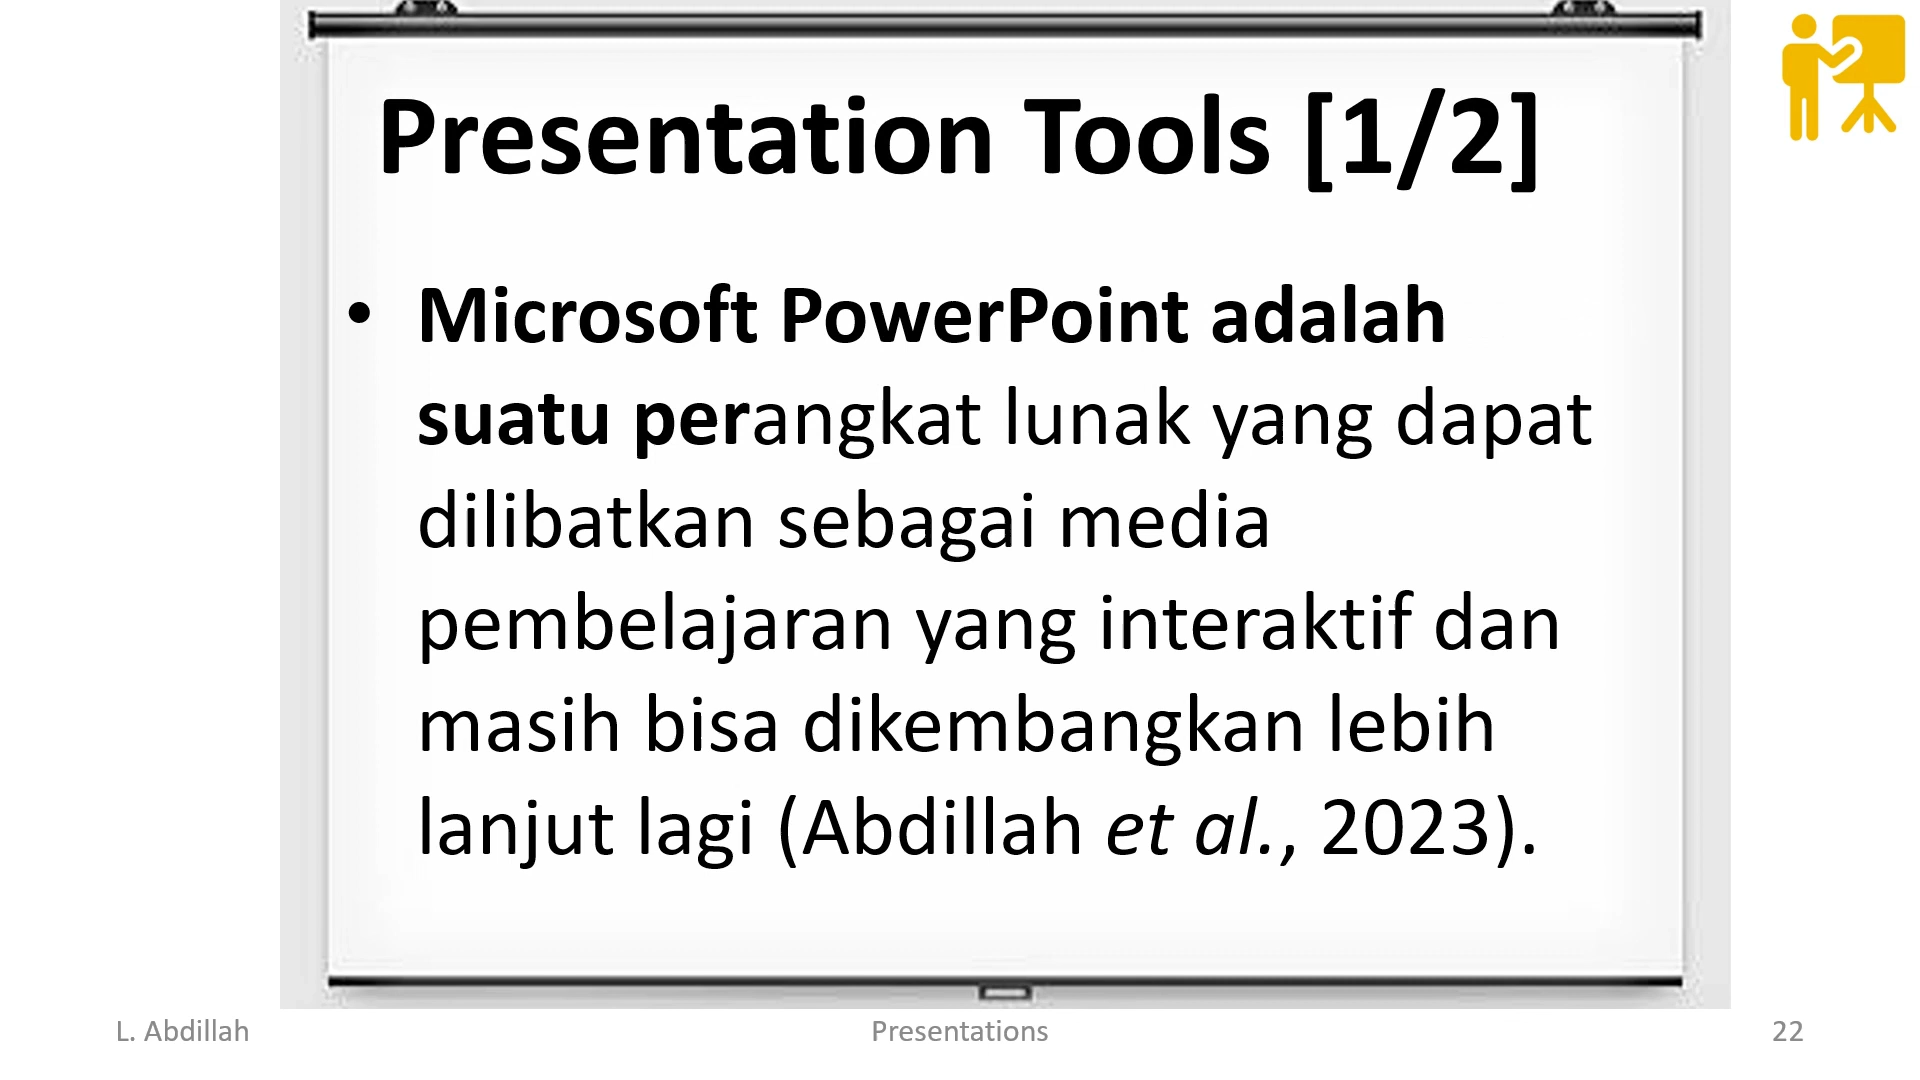 Presentation Tools [1/2]
• Microsoft PowerPoint adalah
suatu perangkat lunak yang dapat
dilibatkan sebagai media
pembelajaran yang interaktif dan
masih bisa dikembangkan lebih
lanjut lagi (Abdillah et al., 2023).
L. Abdillah
Presentations
22